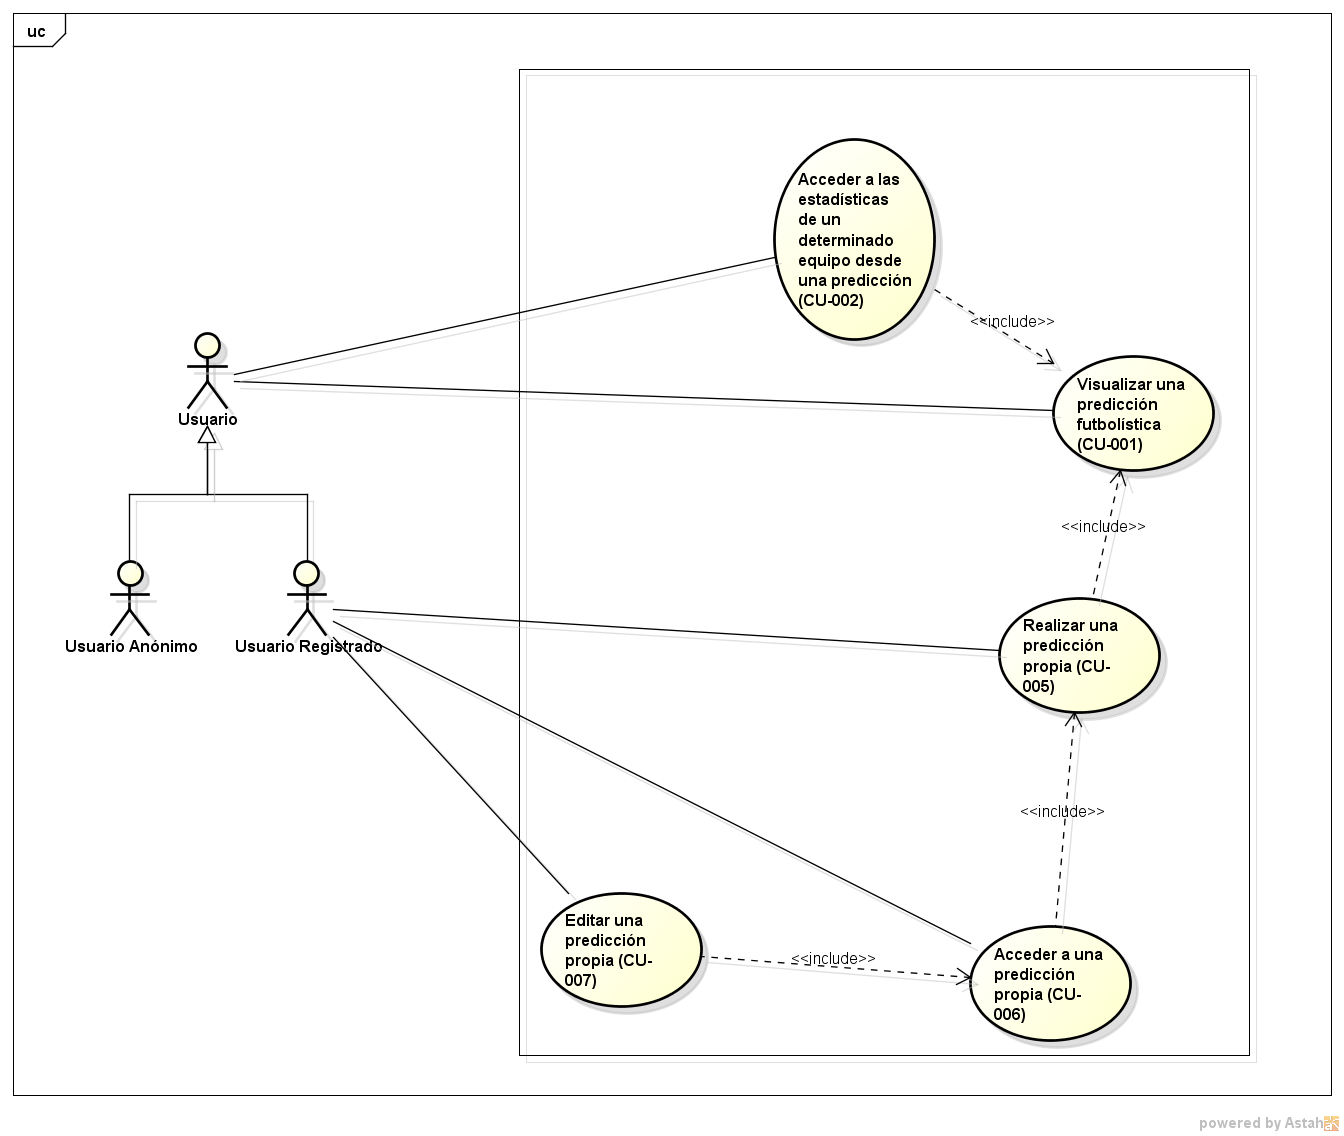 uc
Acceder a las
estadísticas
de un
determinado
equipo desde
una predicción
(CU-002)
<<include>>
Visualizar una
predicción
futbolística
(CU-001)
Usuario
<<include>>
Usuario Anónimo
Usuario Registrado
Realizar una
predicción
propia (CU-
005)
<<include>>
Editar una
predicción
propia (CU-
007)
<<include>>
Acceder a una
predicción
propia (CU-
006)
powered by Astah